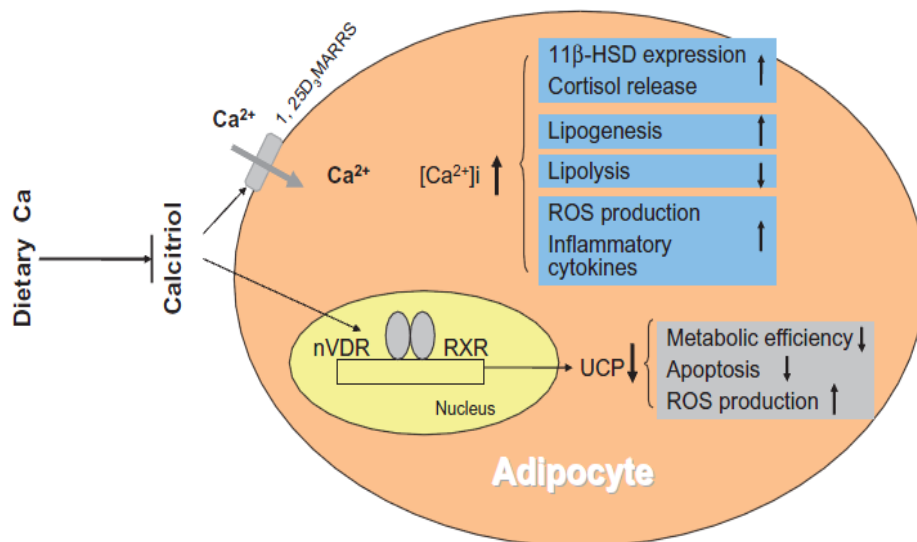 Dietary Ca
Calcitriol
Ca²⁺
1, 25D₃MARRS
Ca²⁺
[Ca²⁺]i
11β-HSD expression
Cortisol release
Lipogenesis
Lipolysis
ROS production
Inflammatory
cytokines
nVDR
RXR
Nucleus
UCP
Metabolic efficiency
Apoptosis
ROS production
Adipocyte